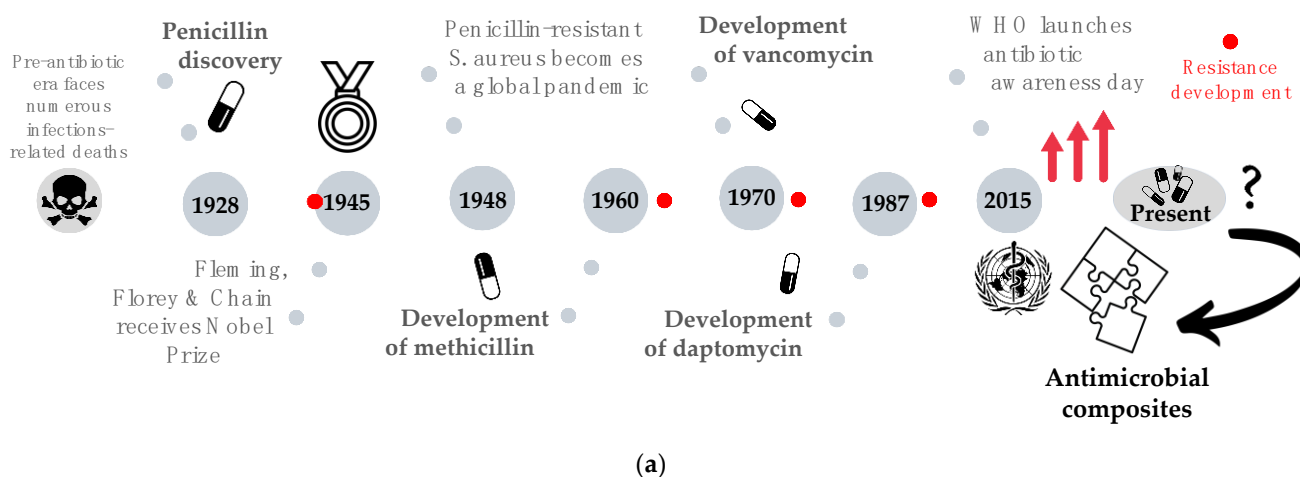 Pre-antibiotic
era faces
numerous
infections-
related deaths
Penicillin
discovery
Penicillin-resistant
S. aureus becomes
a global pandemic
Development
of vancomycin
WHO launches
antibiotic
awareness day
Resistance
development
1928
1945
1948
1960
1970
1987
2015
Present
?
Fleming,
Florey & Chain
receives Nobel
Prize
Development
of methicillin
Development
of daptomycin
Antimicrobial
composites
(a)